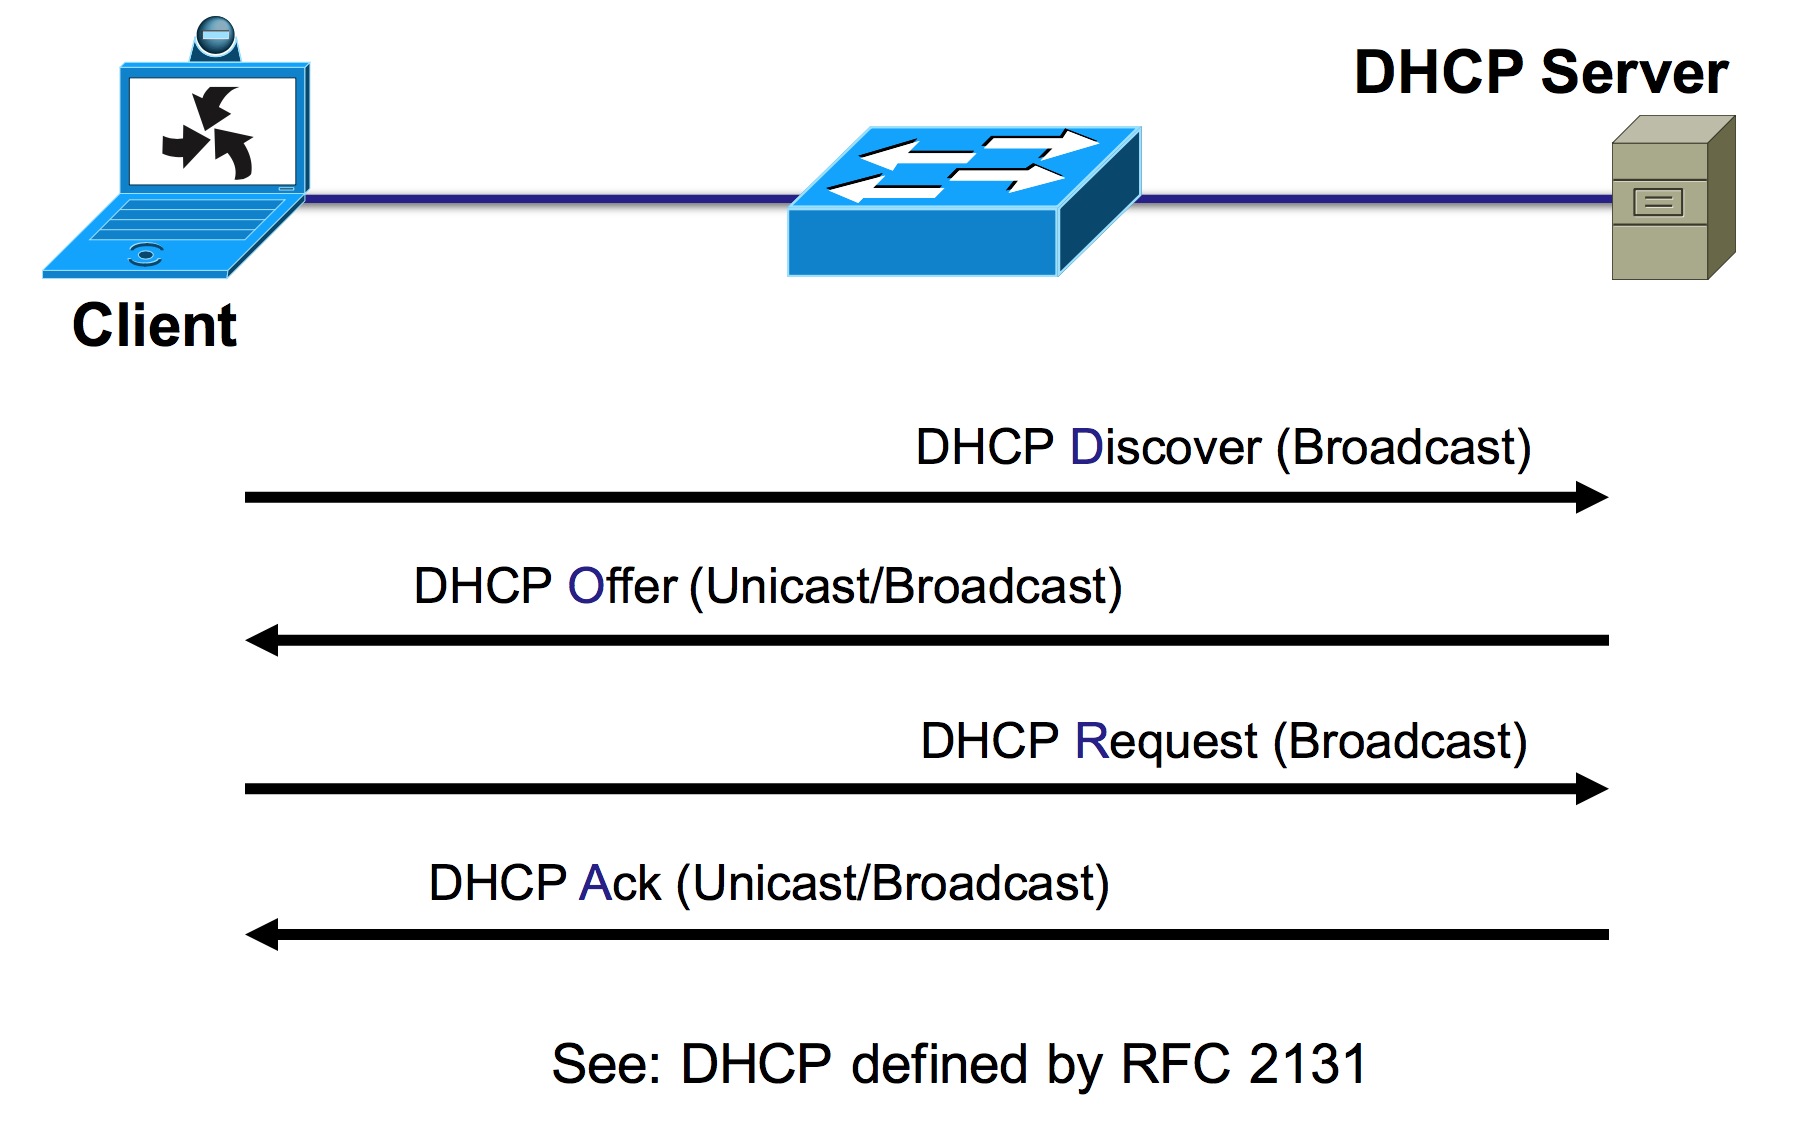 DHCP Server
Client
DHCP Discover (Broadcast)
DHCP Offer (Unicast/Broadcast)
DHCP Request (Broadcast)
DHCP Ack (Unicast/Broadcast)
See: DHCP defined by RFC 2131